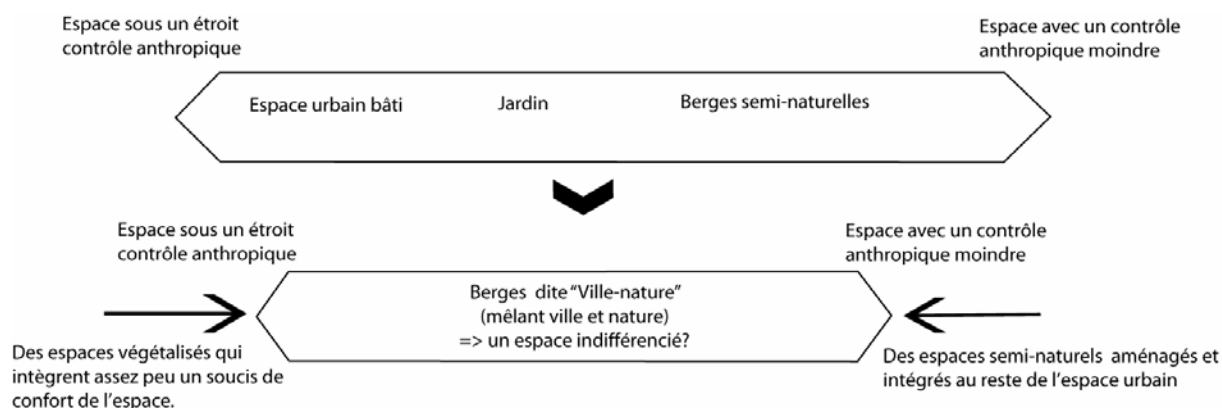 Espace sous un étroit
contrôle anthropique
Espace avec un contrôle
anthropique moindre
Espace urbain bâti
Jardin
Berges semi-naturelles
Espace sous un étroit
contrôle anthropique
Espace avec un contrôle
anthropique moindre
Berges dite “Ville-nature”
(mêlant ville et nature)
=> un espace indifférencié?
Des espaces végétalisés qui
intègrent assez peu un soucis de
confort de l’espace.
Des espaces semi-naturels aménagés et
intégrés au reste de l’espace urbain